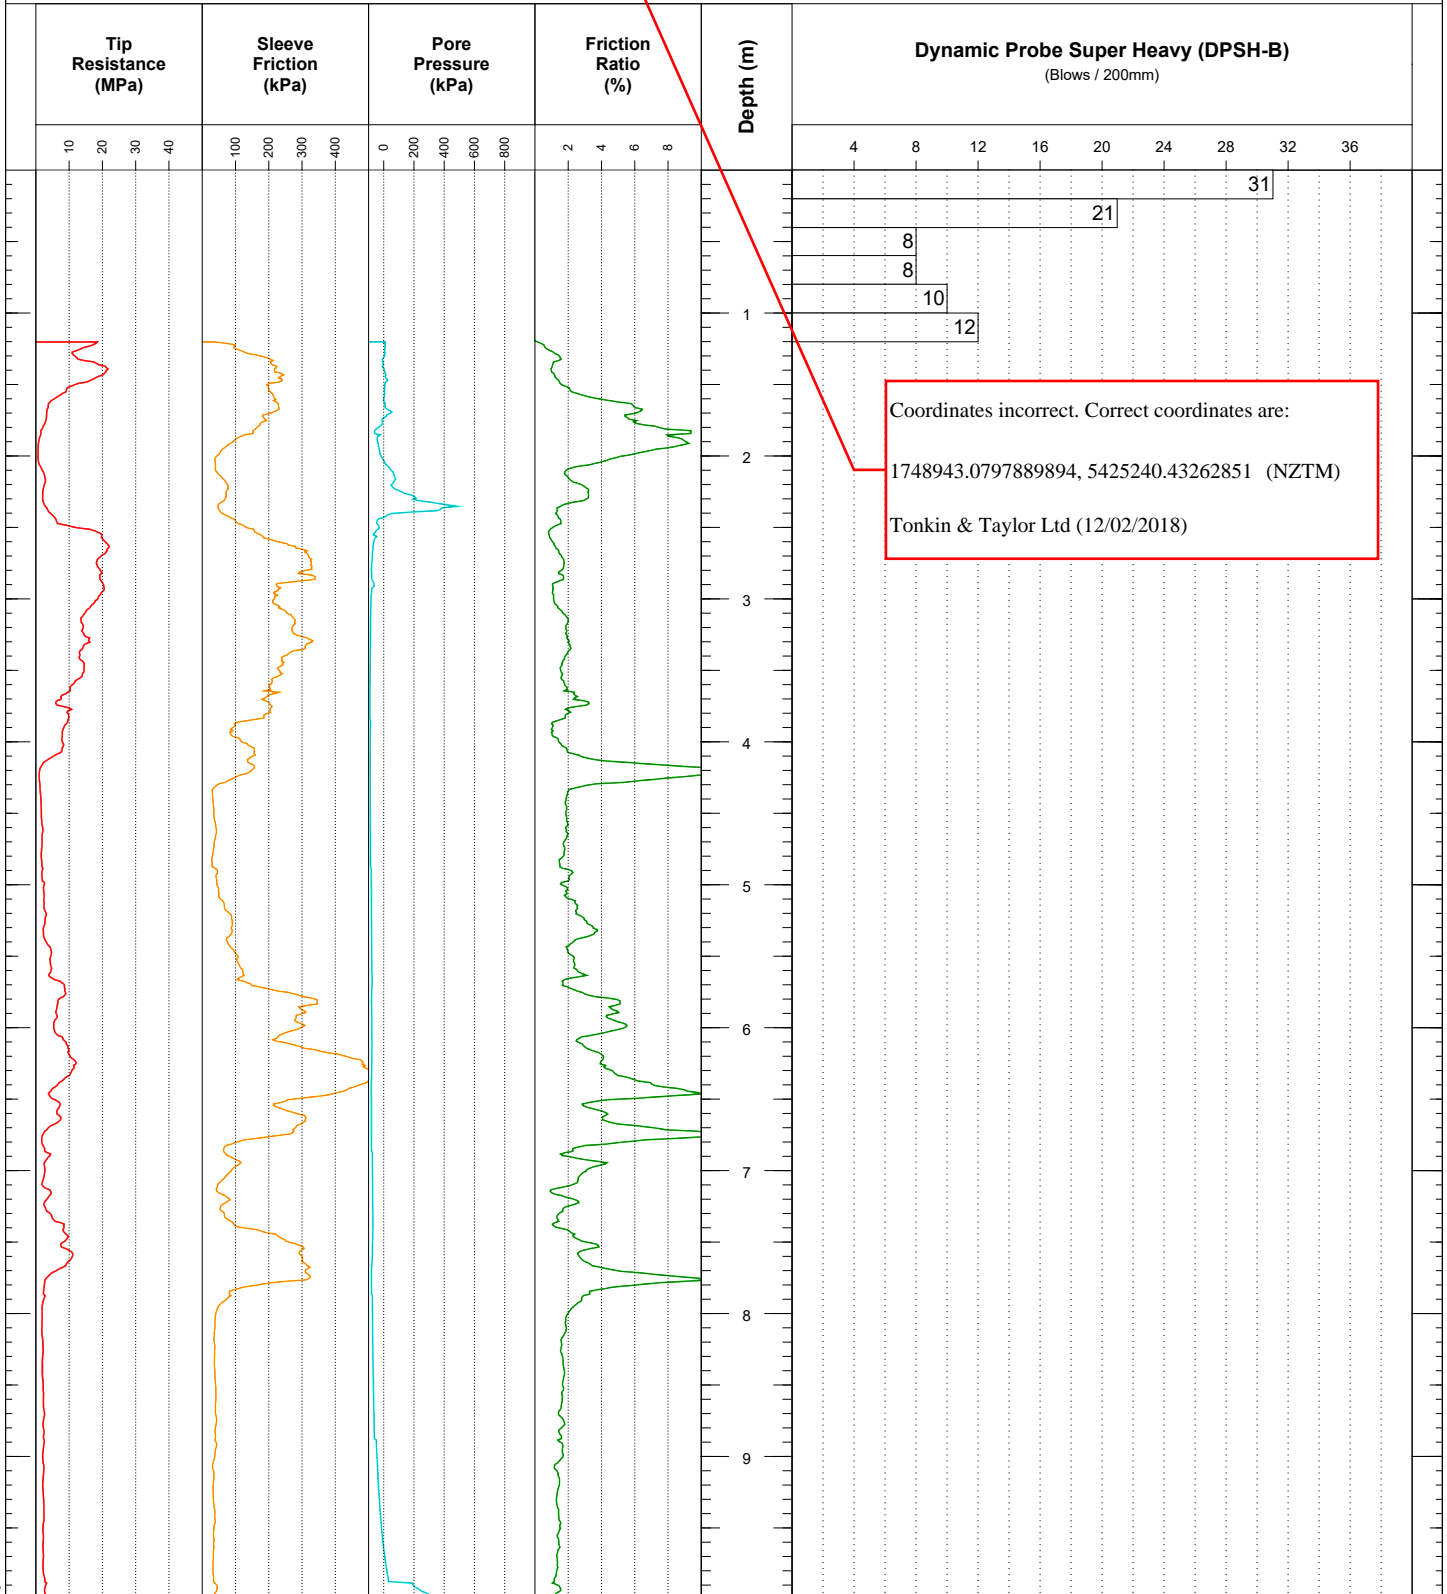 Tip
Resistance
(MPa)
Sleeve
Friction
(kPa)
Pore
Pressure
(kPa)
Friction
Ratio
(%)
Depth (m)
Dynamic Probe Super Heavy (DPSH-B)
(Blows / 200mm)
10 20 30 40
100 200 300 400
0 200 400 600 800
2 4 6 8
4 8 12 16 20 24 28 32 36
31
21
8
8
10
1
12
Coordinates incorrect. Correct coordinates are:
1748943.0797889894, 5425240.43262851 (NZTM)
Tonkin & Taylor Ltd (12/02/2018)
2
3
4
5
6
7
8
9